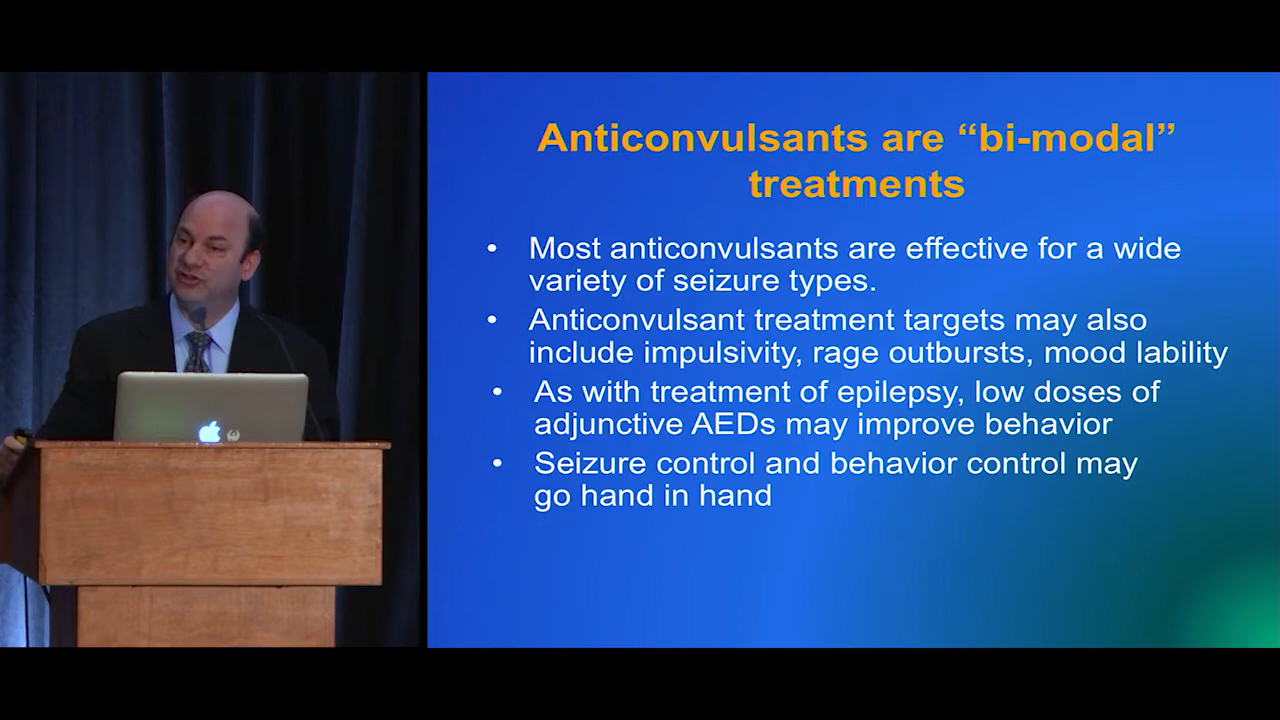 Anticonvulsants are “bi-modal”
treatments
• Most anticonvulsants are effective for a wide
variety of seizure types.
• Anticonvulsant treatment targets may also
include impulsivity, rage outbursts, mood lability
• As with treatment of epilepsy, low doses of
adjunctive AEDs may improve behavior
• Seizure control and behavior control may
go hand in hand